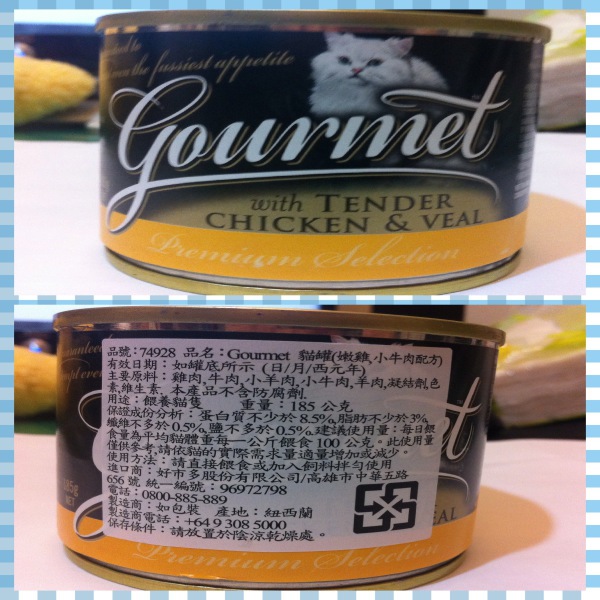 even the fussiest appetite
Gourmet
with TENDER
CHICKEN & VEAL
Premium Selection
品號:74928 品名:Gourmet 貓罐(嫩雞,小牛肉配方)
有效日期: 如罐底所示 (日/月/西元年)
主要原料: 雞肉,牛肉,小羊肉,小牛肉,羊肉,凝結劑,色
素,維生素. 本產品不含防腐劑.
用途: 餵養貓隻 重量: 185 公克
保證成份分析: 蛋白質不少於 8.5%,脂肪不少於3%,
纖維不多於 0.5%,鹽不多於 0.5%.建議使用量: 每日餵
食量為平均貓體重每一公斤餵食 100 公克。此使用量
僅供參考,請依貓的實際需求量適量增加或減少。
使用方法: 請直接餵食或加入飼料拌勻使用
進口商: 好市多股份有限公司/高雄市中華五路
656 號 統一編號: 96972798
電話: 0800-885-889
製造商: 如包裝 產地: 紐西蘭
製造商電話: +64 9 308 5000
保存條件: 請放置於陰涼乾燥處。
185g
NET
et
VEAL
Premium Selection